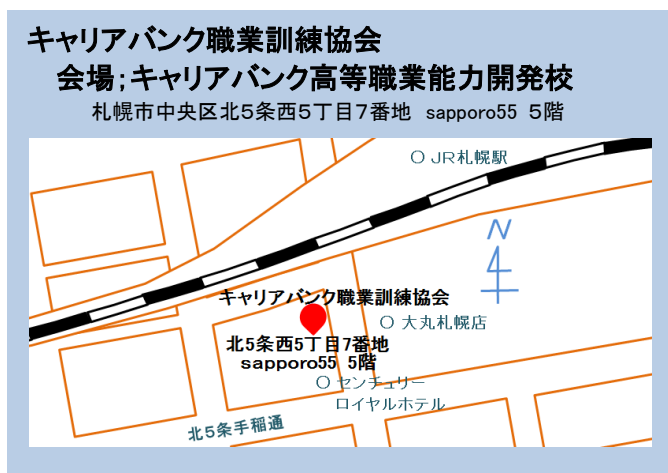 キャリアバンク職業訓練協会
会場；キャリアバンク高等職業能力開発校
札幌市中央区北５条西５丁目７番地 sapporo55 ５階
○ JR札幌駅
N
キャリアバンク職業訓練協会
○ 大丸札幌店
北5条西5丁目7番地
sapporo55 5階
○ センチュリー
ロイヤルホテル
北5条手稲通